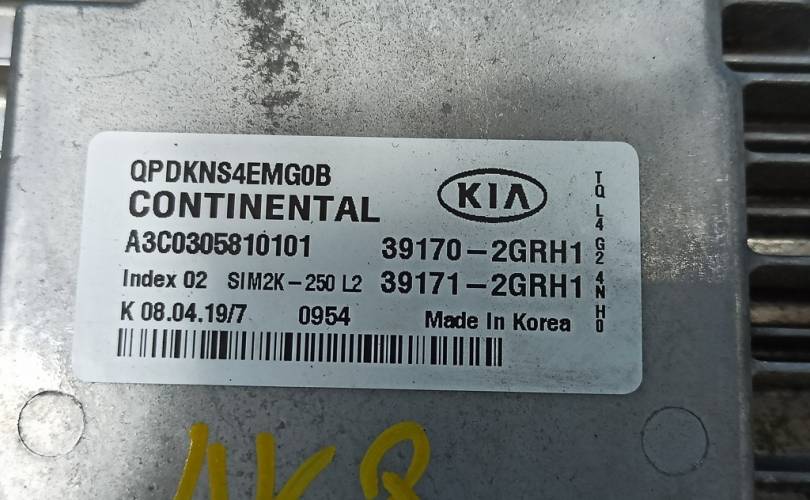 QPDKNS4EMG0B
CONTINENTAL
KIA
A3C0305810101 39170-2GRH1
Index 02 SIM2K-250 L2 39171-2GRH1
K 08.04.19/7 0954 Made In Korea
TQ L4 G2 4N H0